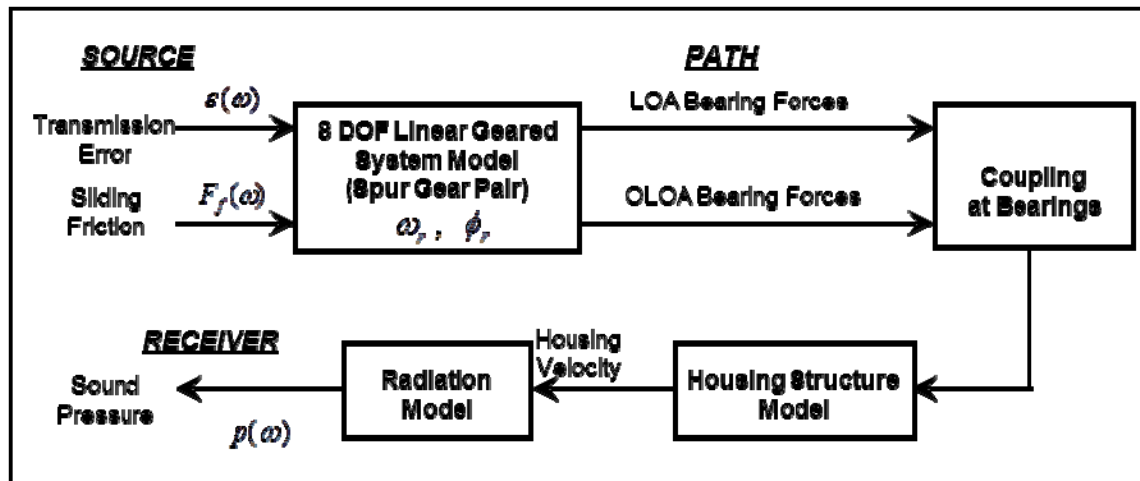 SOURCE
PATH
ε(ω)
Transmission
Error
Sliding
Friction
F_f(ω)
8 DOF Linear Geared
System Model
(Spur Gear Pair)
ω_r , ϕ_r
LOA Bearing Forces
OLOA Bearing Forces
Coupling
at Bearings
RECEIVER
Sound
Pressure
p(ω)
Radiation
Model
Housing
Velocity
Housing Structure
Model